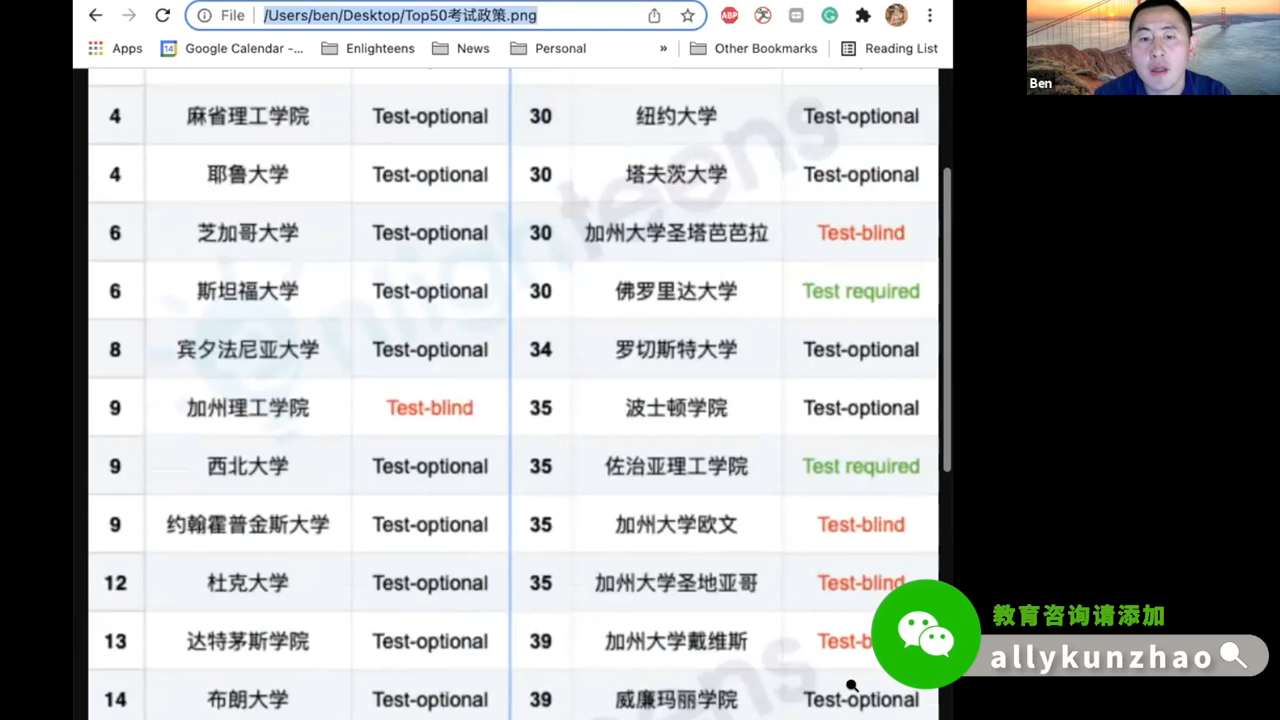 File /Users/ben/Desktop/Top50考试政策.png
Apps Google Calendar -... Enlighteens News Personal » Other Bookmarks Reading List
4 麻省理工学院 Test-optional 30 纽约大学 Test-optional
4 耶鲁大学 Test-optional 30 塔夫茨大学 Test-optional
6 芝加哥大学 Test-optional 30 加州大学圣塔芭芭拉 Test-blind
6 斯坦福大学 Test-optional 30 佛罗里达大学 Test required
8 宾夕法尼亚大学 Test-optional 34 罗切斯特大学 Test-optional
9 加州理工学院 Test-blind 35 波士顿学院 Test-optional
9 西北大学 Test-optional 35 佐治亚理工学院 Test required
9 约翰霍普金斯大学 Test-optional 35 加州大学欧文 Test-blind
12 杜克大学 Test-optional 35 加州大学圣地亚哥 Test-blind
13 达特茅斯学院 Test-optional 39 加州大学戴维斯 Test-b
14 布朗大学 Test-optional 39 威廉玛丽学院 Test-optional
enlighteens
Ben
ABP
14
教育咨询请添加
allykunzhao